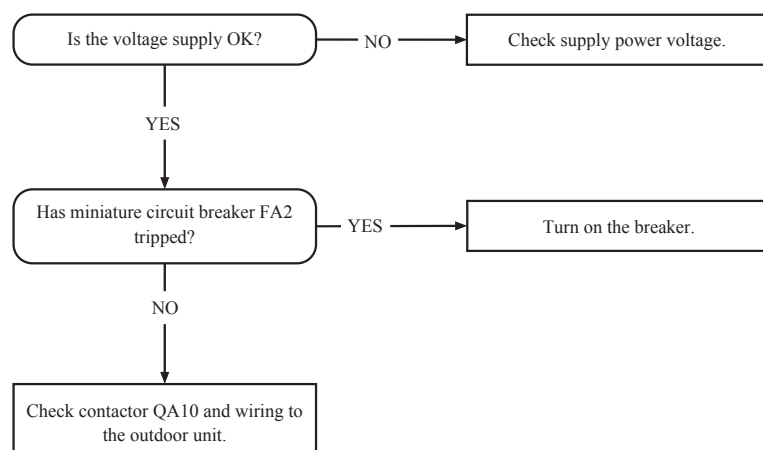 Is the voltage supply OK?
NO
Check supply power voltage.
YES
Has miniature circuit breaker FA2
tripped?
YES
Turn on the breaker.
NO
Check contactor QA10 and wiring to
the outdoor unit.